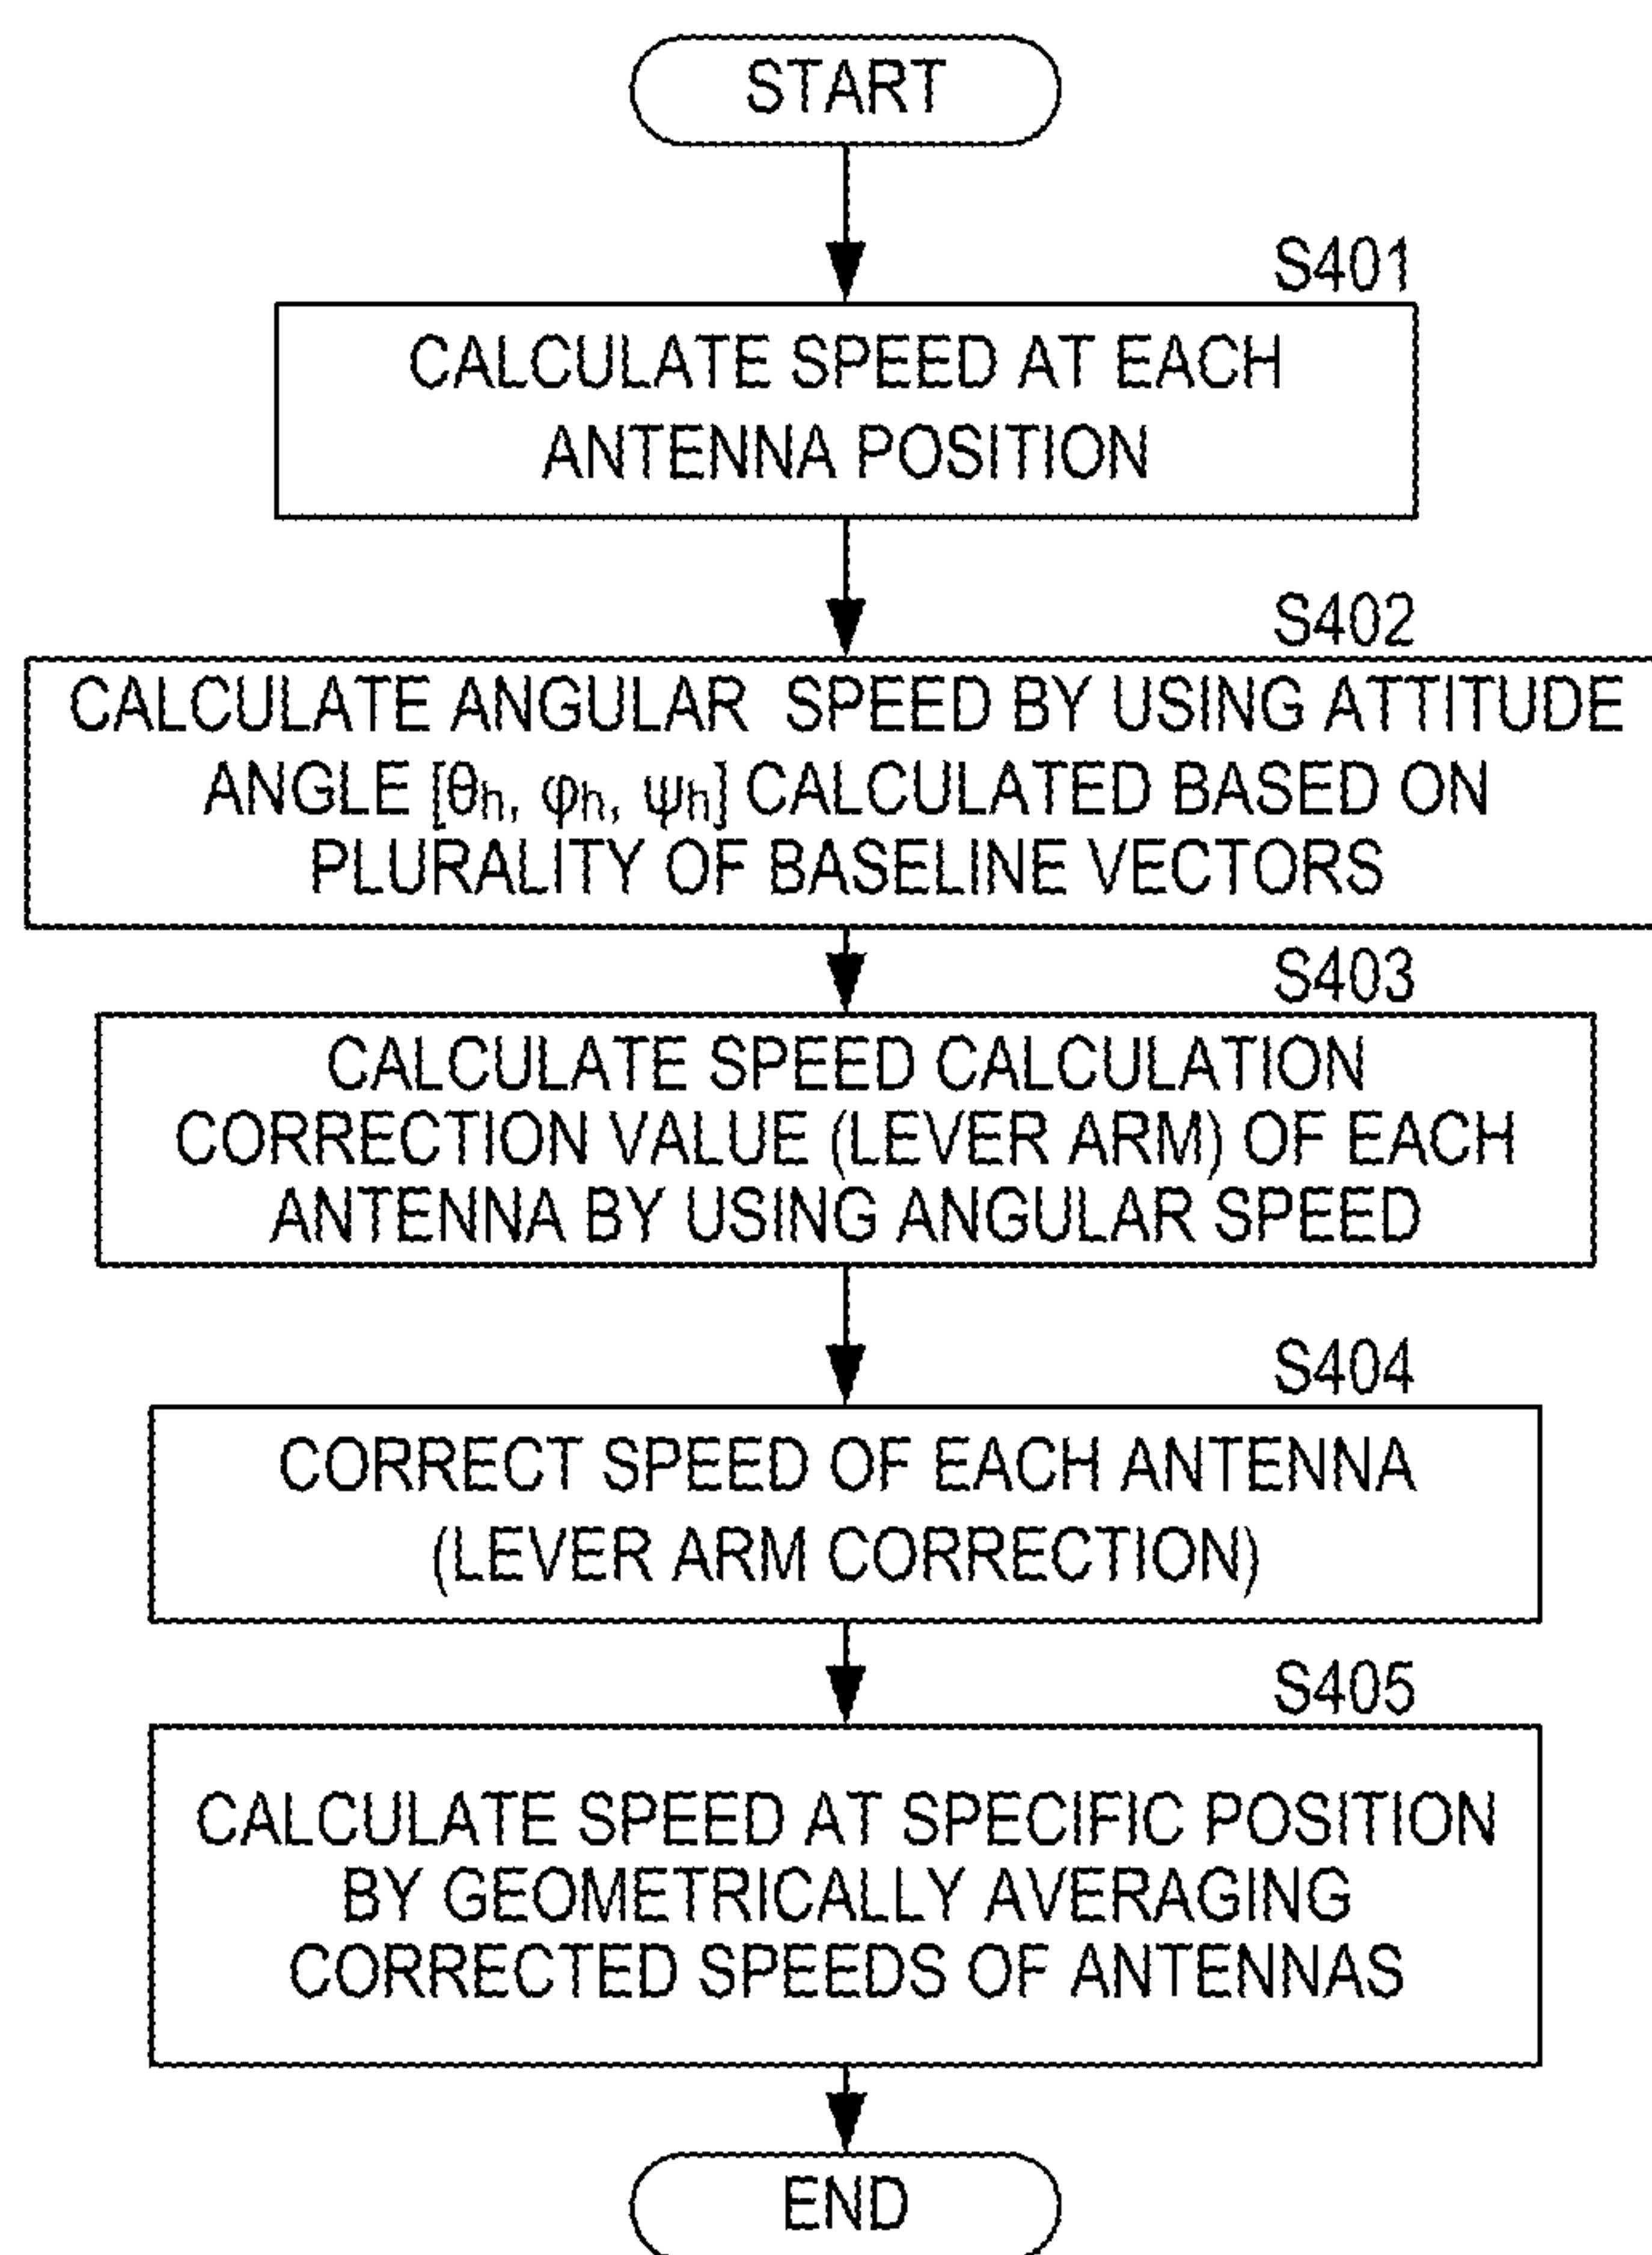 START
S401
CALCULATE SPEED AT EACH
ANTENNA POSITION
S402
CALCULATE ANGULAR SPEED BY USING ATTITUDE
ANGLE [θh, φh, ψh] CALCULATED BASED ON
PLURALITY OF BASELINE VECTORS
S403
CALCULATE SPEED CALCULATION
CORRECTION VALUE (LEVER ARM) OF EACH
ANTENNA BY USING ANGULAR SPEED
S404
CORRECT SPEED OF EACH ANTENNA
(LEVER ARM CORRECTION)
S405
CALCULATE SPEED AT SPECIFIC POSITION
BY GEOMETRICALLY AVERAGING
CORRECTED SPEEDS OF ANTENNAS
END